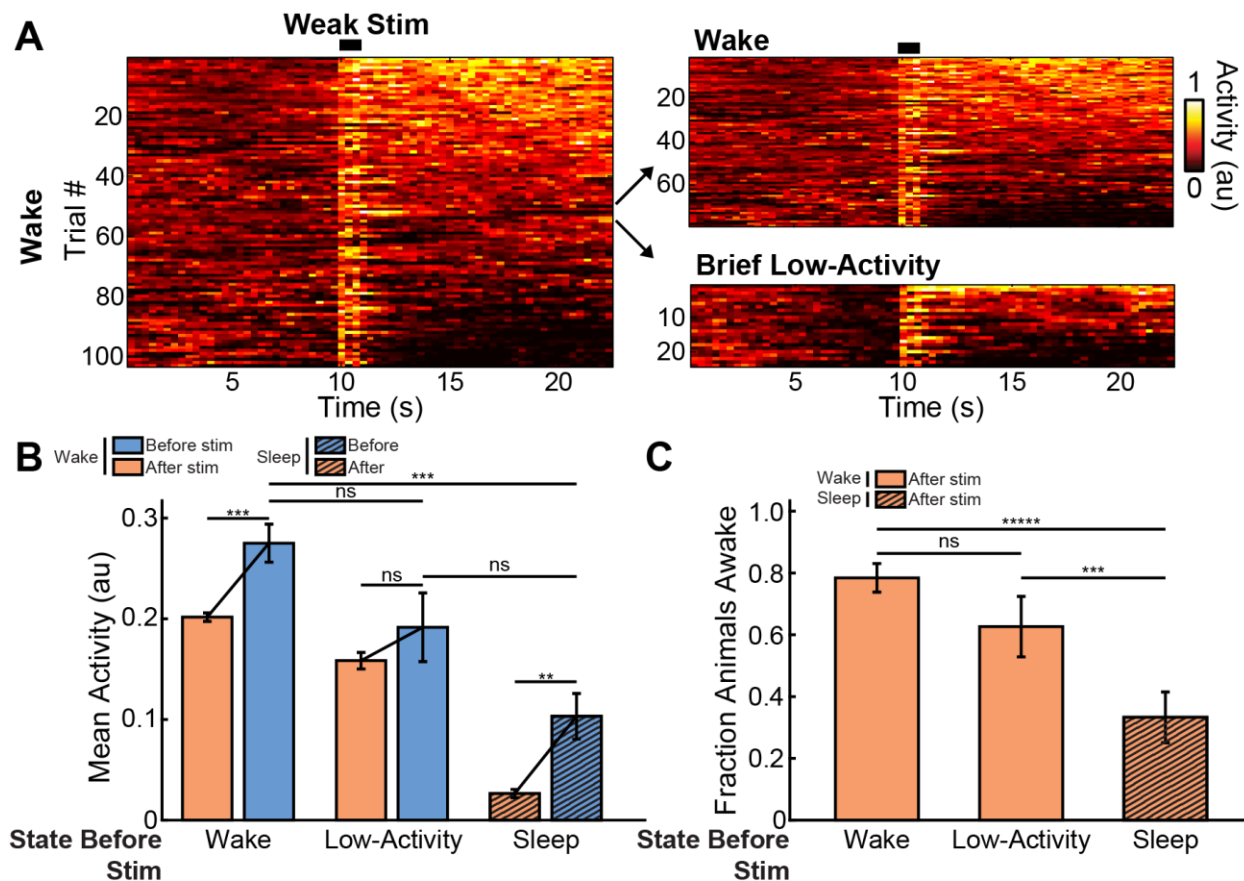 A
Weak Stim
Wake
Trial #
20
40
60
80
100
5
10
15
20
Time (s)
Wake
20
40
60
Activity (au)
1
0
Brief Low-Activity
10
20
5
10
15
20
Time (s)
B
Wake
Before stim
After stim
Sleep
Before
After
Mean Activity (au)
0.3
0.2
0.1
0
***
ns
***
ns
ns
**
State Before
Stim
Wake
Low-Activity
Sleep
C
Wake
After stim
Sleep
After stim
Fraction Animals Awake
1.0
0.8
0.6
0.4
0.2
0
*****
ns
***
State Before
Stim
Wake
Low-Activity
Sleep